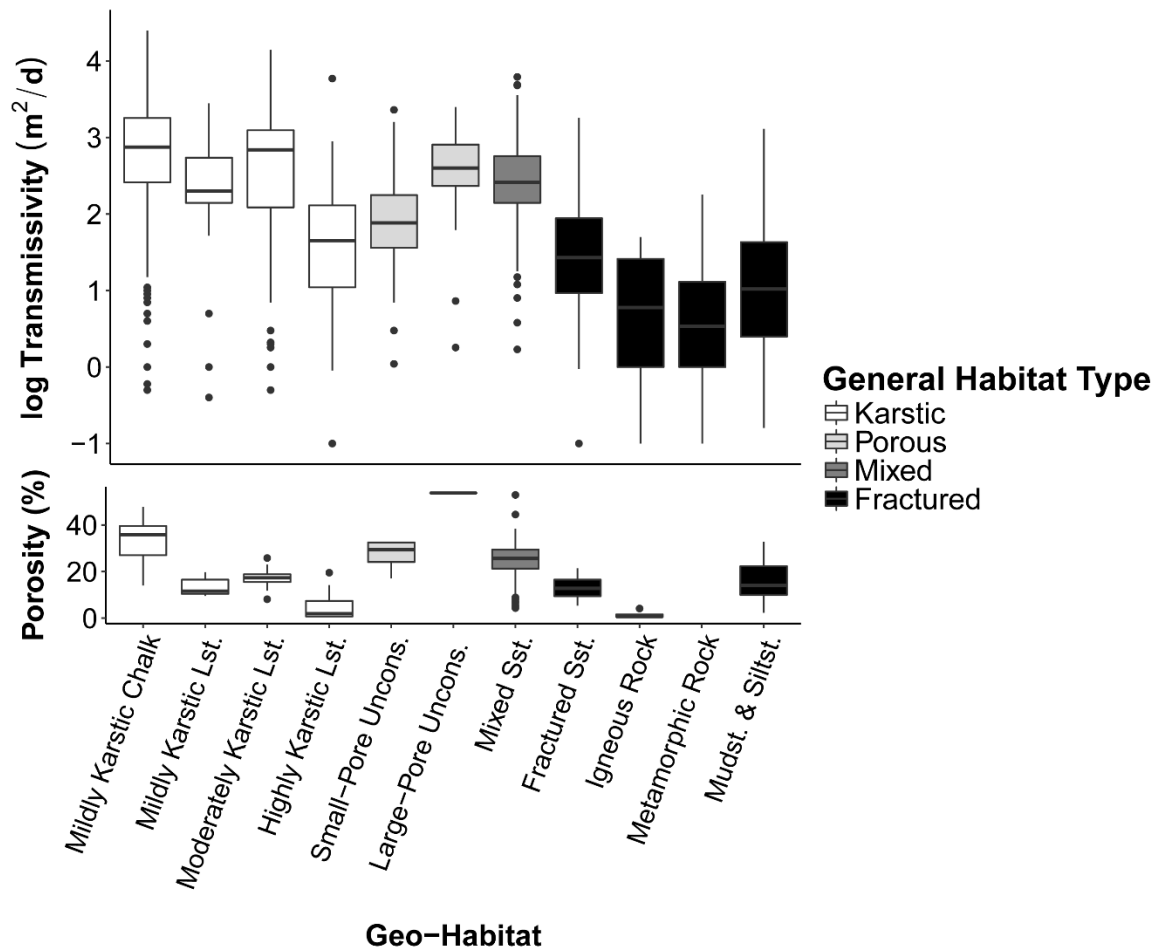 log Transmissivity (m²/d)
4
3
2
1
0
−1
Porosity (%)
40
20
0
Mildly Karstic Chalk
Mildly Karstic Lst.
Moderately Karstic Lst.
Highly Karstic Lst.
Small−Pore Uncons.
Large−Pore Uncons.
Mixed Sst.
Fractured Sst.
Igneous Rock
Metamorphic Rock
Mudst. & Siltst.
Geo−Habitat
General Habitat Type
Karstic
Porous
Mixed
Fractured